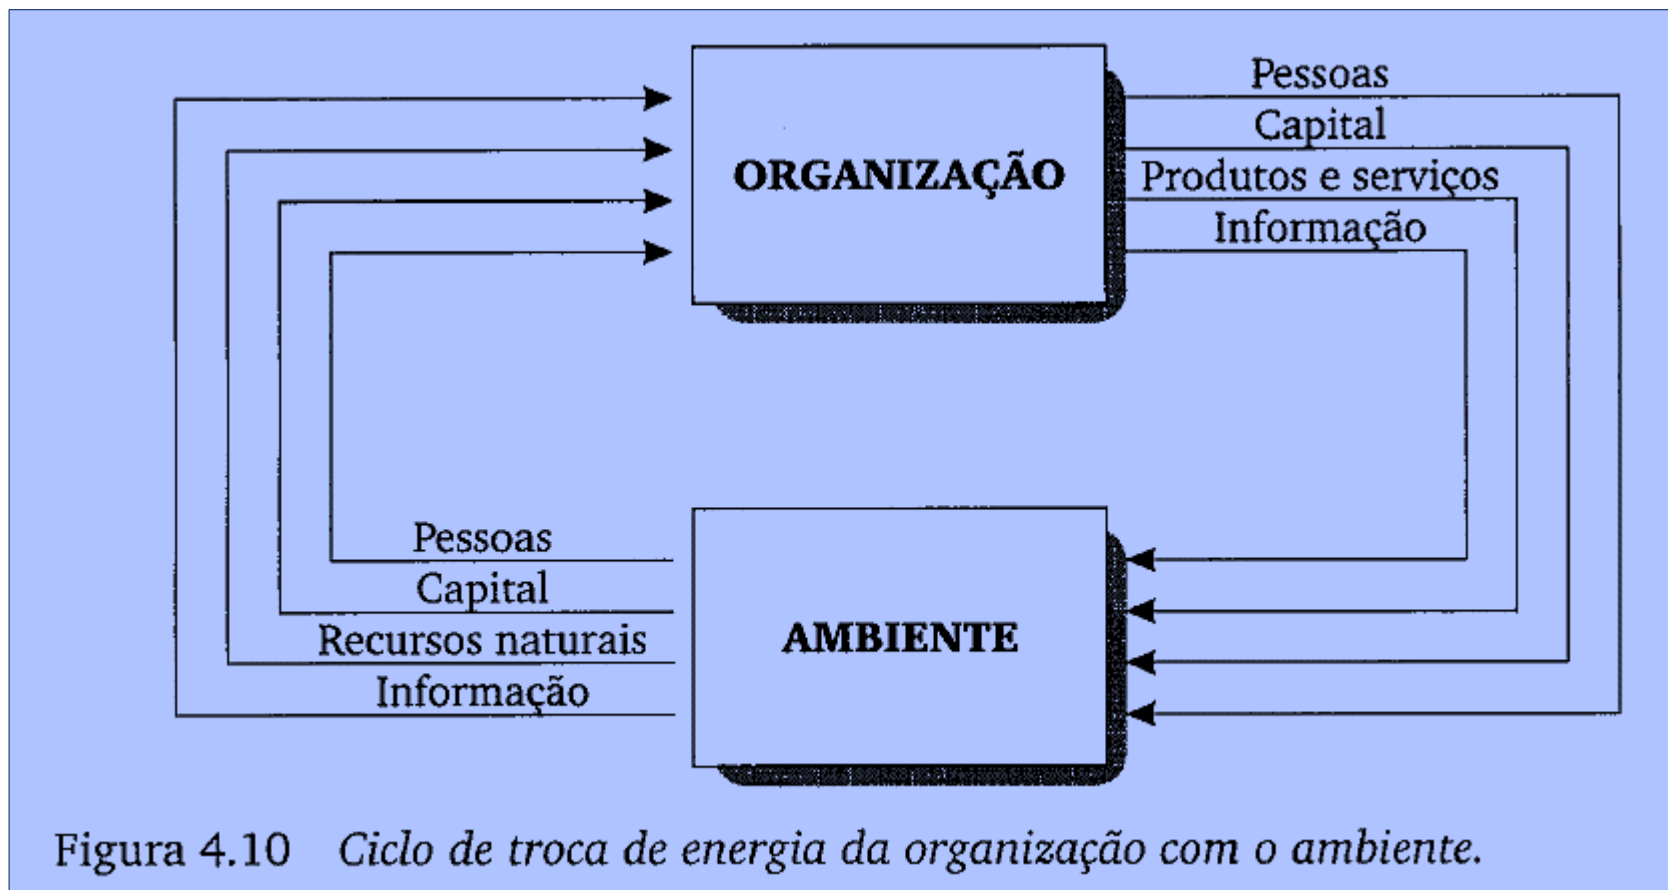 Pessoas
Capital
ORGANIZAÇÃO
Produtos e serviços
Informação
Pessoas
Capital
Recursos naturais
AMBIENTE
Informação
Figura 4.10 Ciclo de troca de energia da organização com o ambiente.